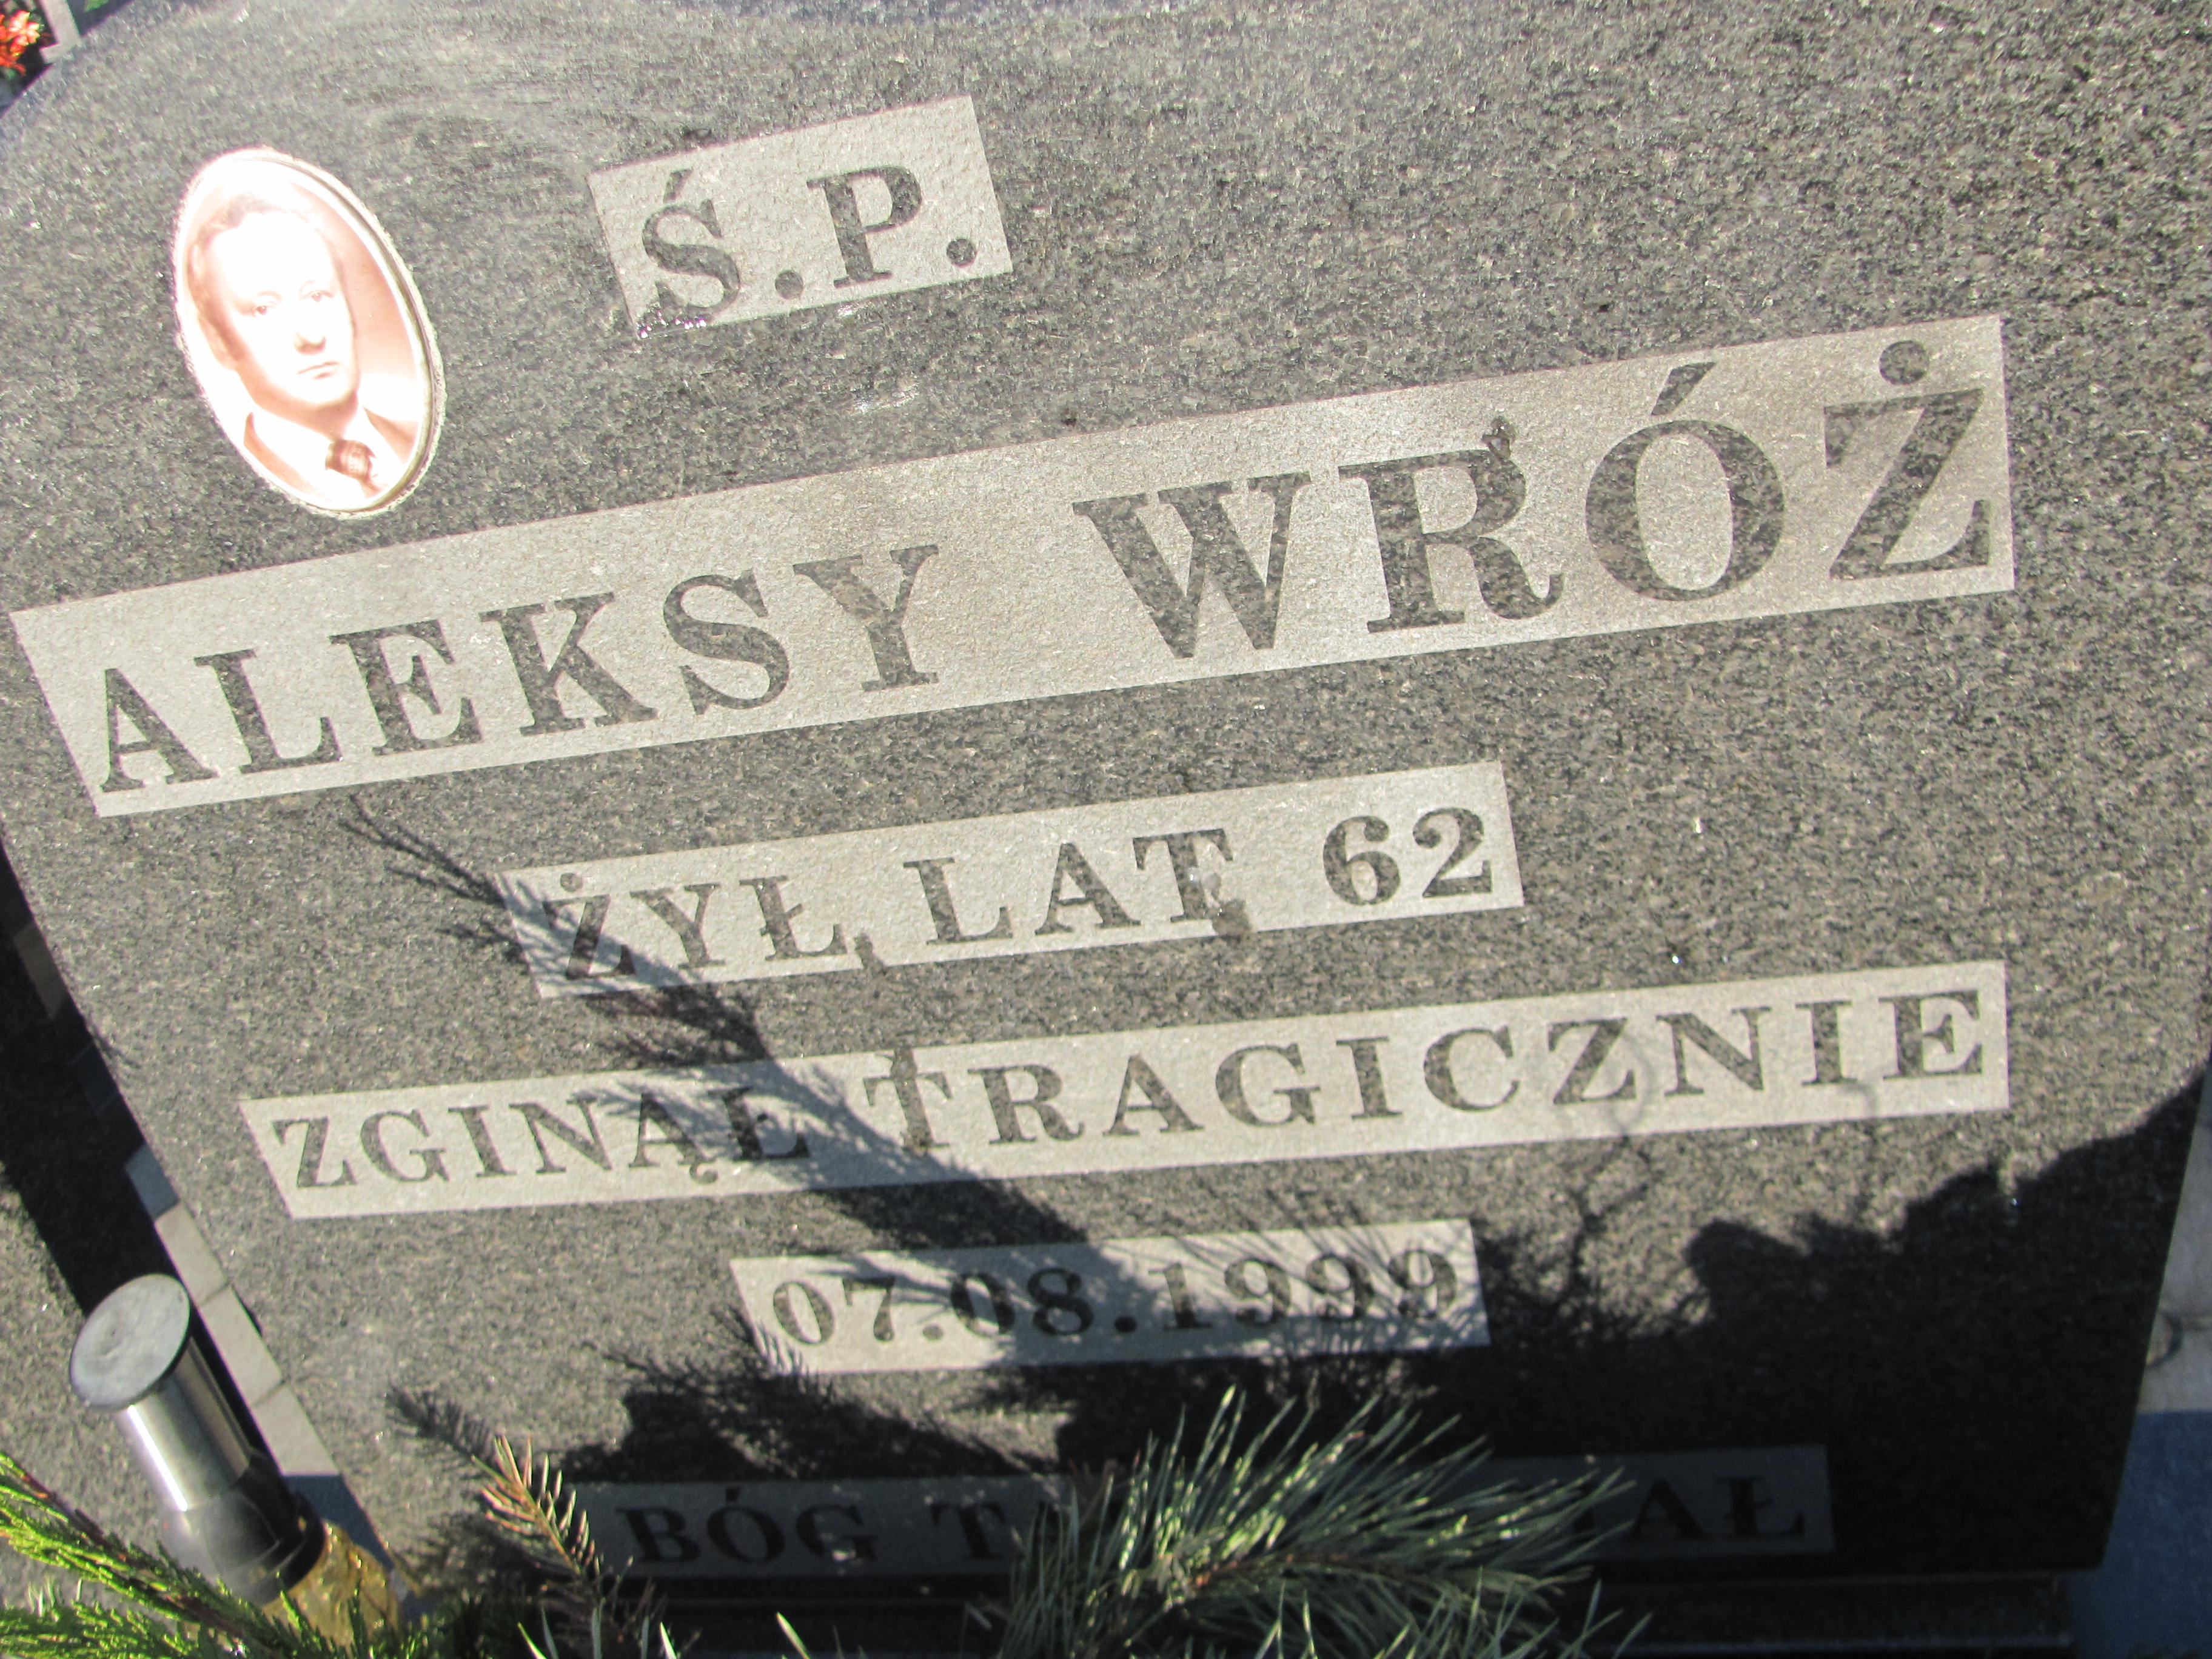 Ś.P.
ALEKSY WRÓŻ
ŻYŁ LAT 62
ZGINĄŁ TRAGICZNIE
07.08.1999
BÓG